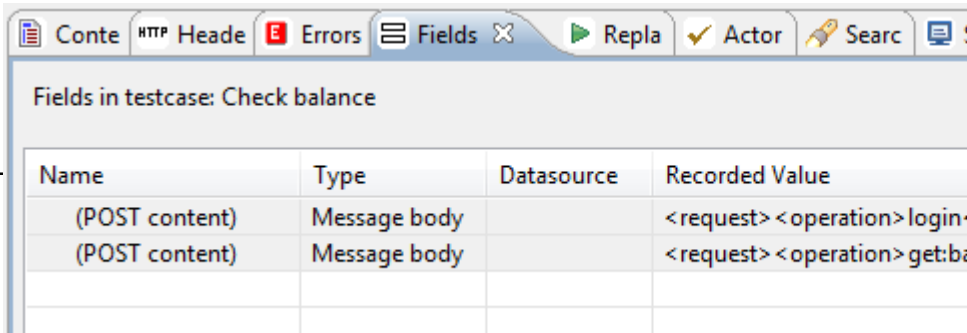 Conte HTTP Heade E Errors Fields Repla Actor Searc
Fields in testcase: Check balance
Name Type Datasource Recorded Value
(POST content) Message body <request><operation>login<
(POST content) Message body <request><operation>get:ba